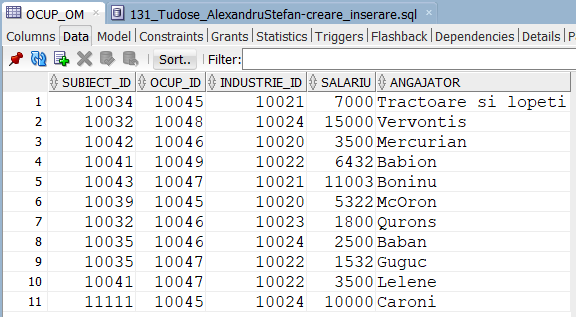 OCUP_OM 131_Tudose_AlexandruStefan-creare_inserare.sql
Columns Data Model Constraints Grants Statistics Triggers Flashback Dependencies Details
Sort.. Filter:
SUBIECT_ID OCUP_ID INDUSTRIE_ID SALARIU ANGAJATOR
1 10034 10045 10021 7000 Tractoare si lopeti
2 10032 10048 10024 15000 Vervontis
3 10042 10046 10020 3500 Mercurian
4 10041 10049 10022 6432 Babion
5 10043 10047 10021 11003 Boninu
6 10039 10045 10020 5322 McOron
7 10032 10046 10023 1800 Qurons
8 10035 10046 10024 2500 Baban
9 10035 10047 10022 1532 Guguc
10 10041 10047 10022 3500 Lelene
11 11111 10045 10024 10000 Caroni